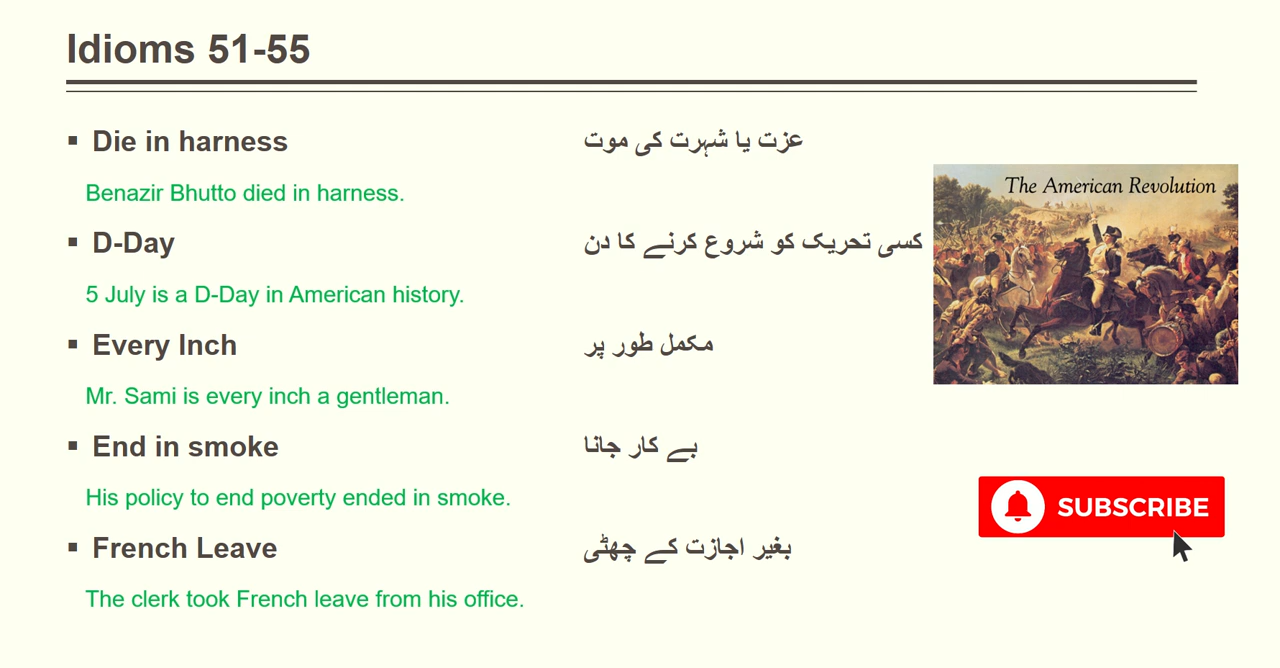 Idioms 51-55
Die in harness
عزت یا شہرت کی موت
Benazir Bhutto died in harness.
D-Day
کسی تحریک کو شروع کرنے کا دن
5 July is a D-Day in American history.
Every Inch
مکمل طور پر
Mr. Sami is every inch a gentleman.
End in smoke
بے کار جانا
His policy to end poverty ended in smoke.
French Leave
بغیر اجازت کے چھٹی
The clerk took French leave from his office.
The American Revolution
SUBSCRIBE